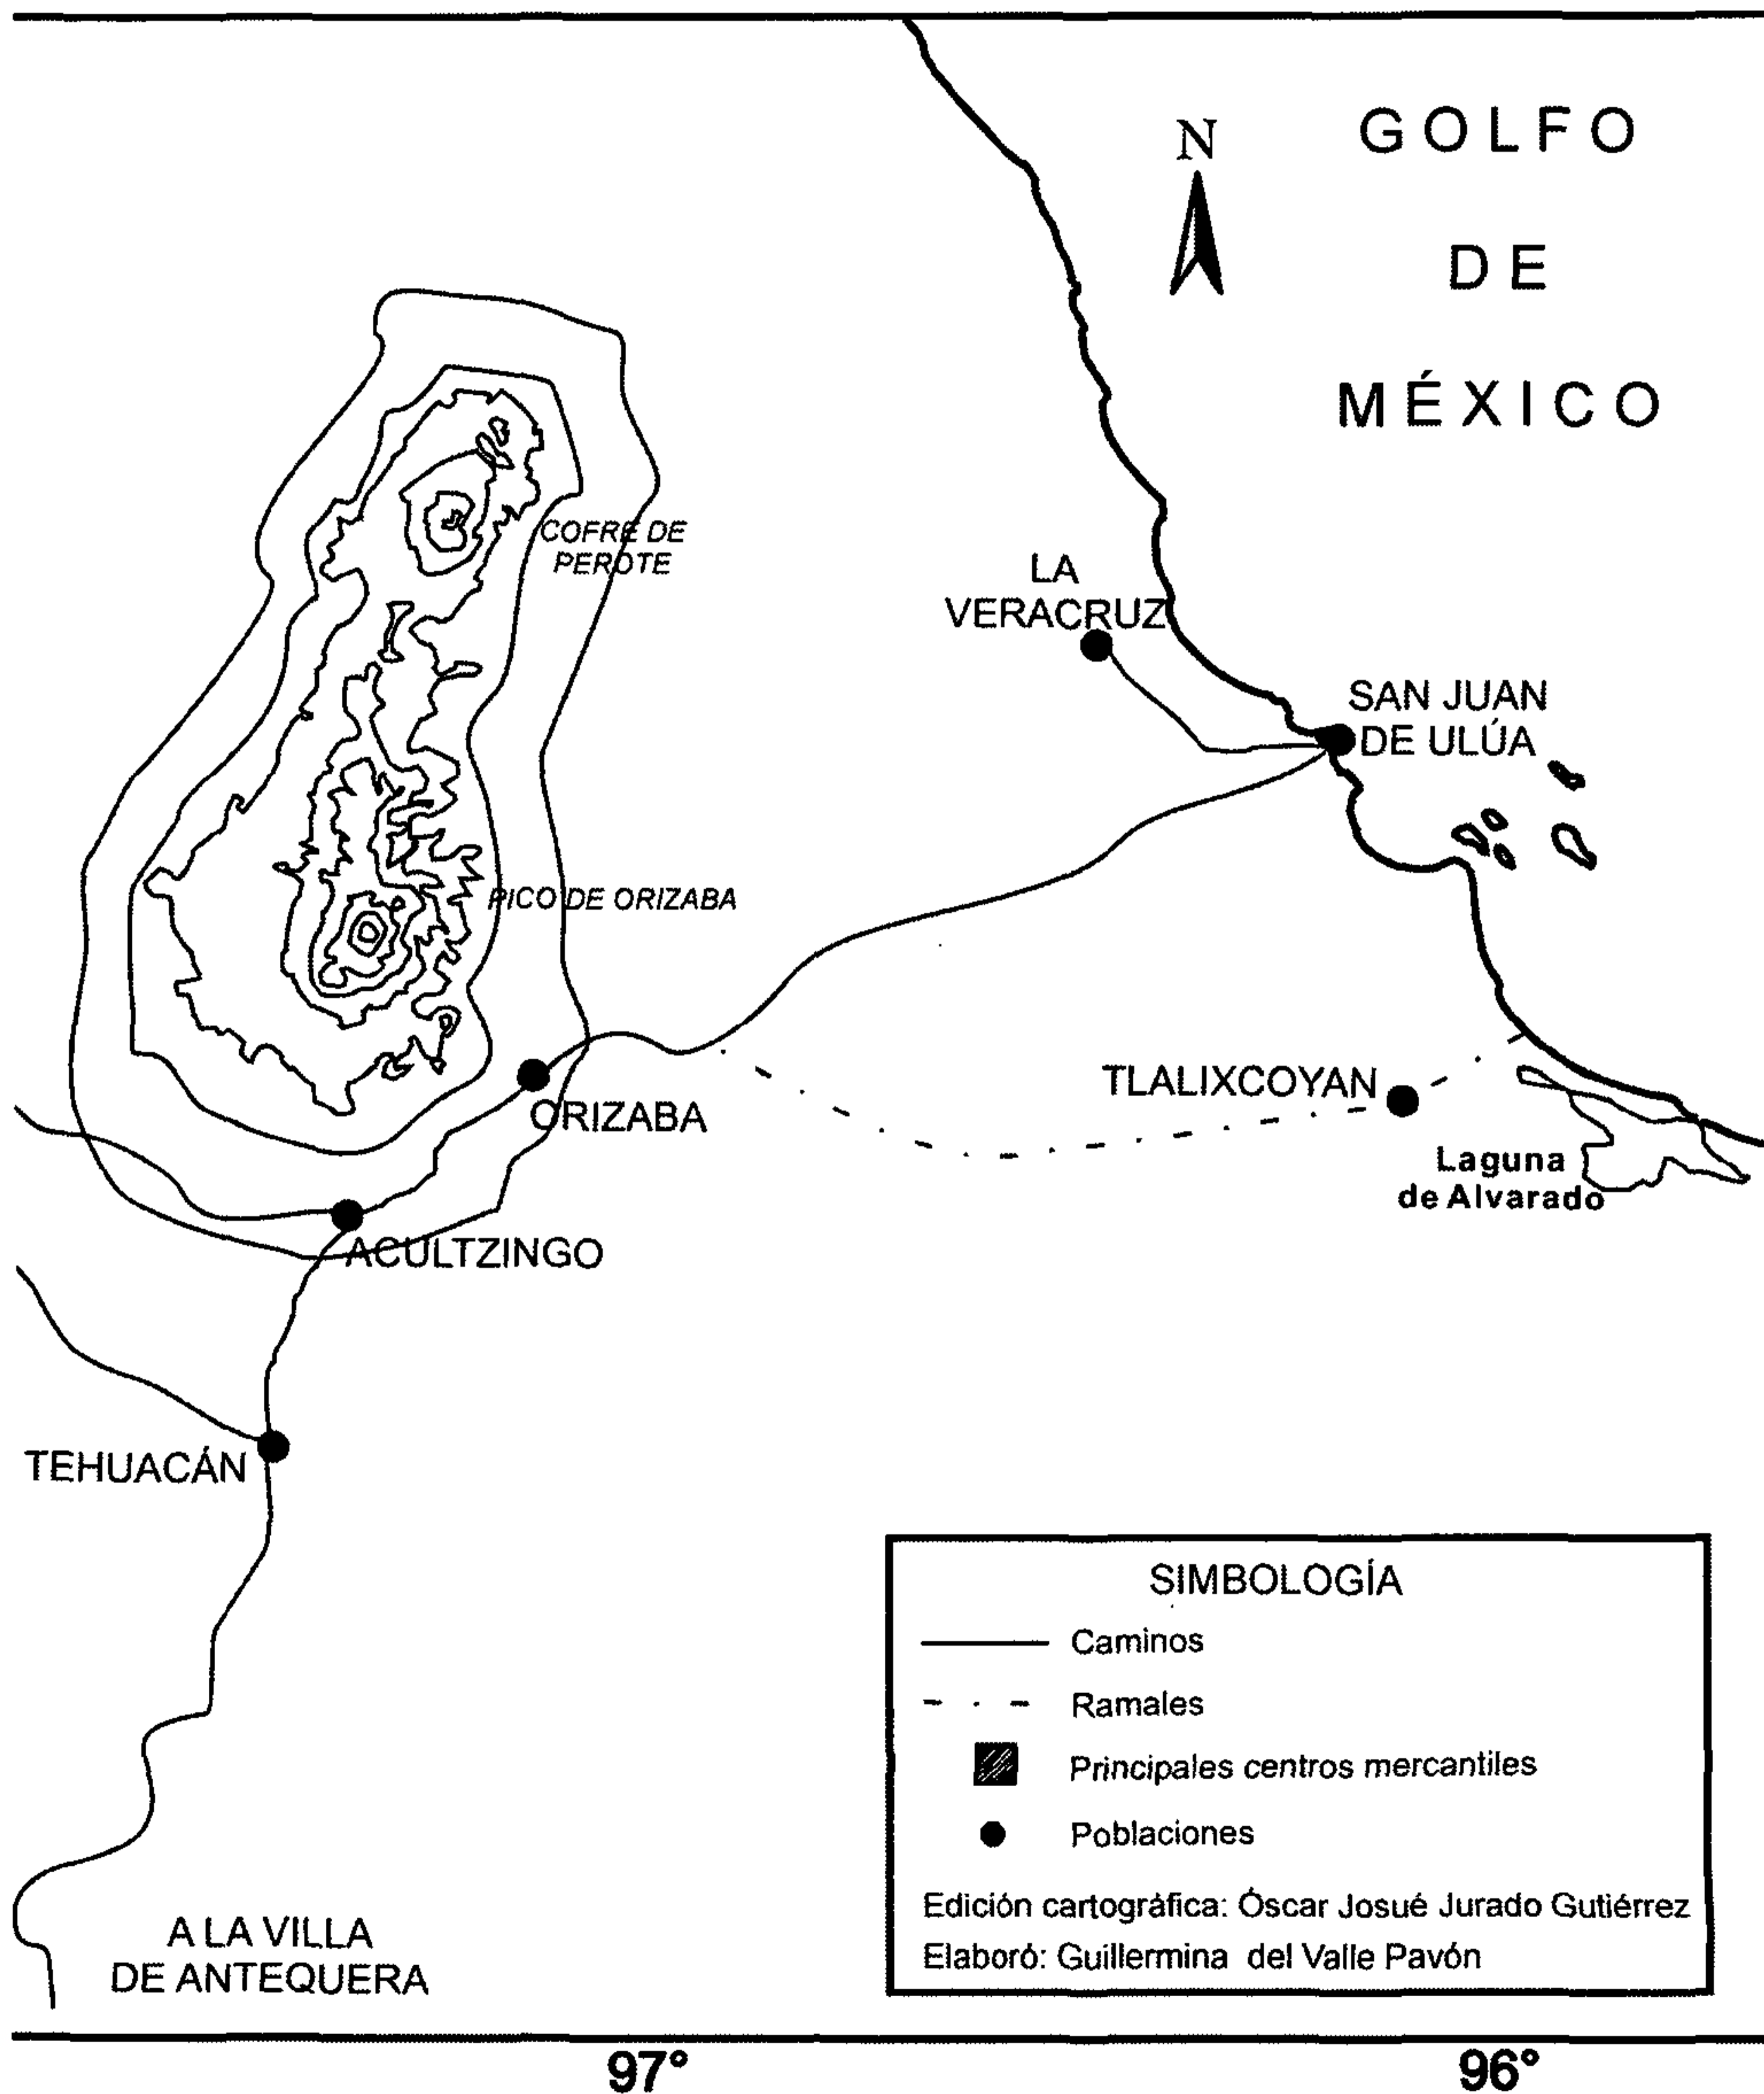 GOLFO
DE
MÉXICO
N
COFRE DE
PEROTE
LA
VERACRUZ
SAN JUAN
DE ULÚA
PICO DE ORIZABA
ORIZABA
TLALIXCOYAN
Laguna
de Alvarado
ACULTZINGO
TEHUACÁN
A LA VILLA
DE ANTEQUERA
SIMBOLOGÍA
Caminos
Ramales
Principales centros mercantiles
Poblaciones
Edición cartográfica: Óscar Josué Jurado Gutiérrez
Elaboró: Guillermina del Valle Pavón
97°
96°